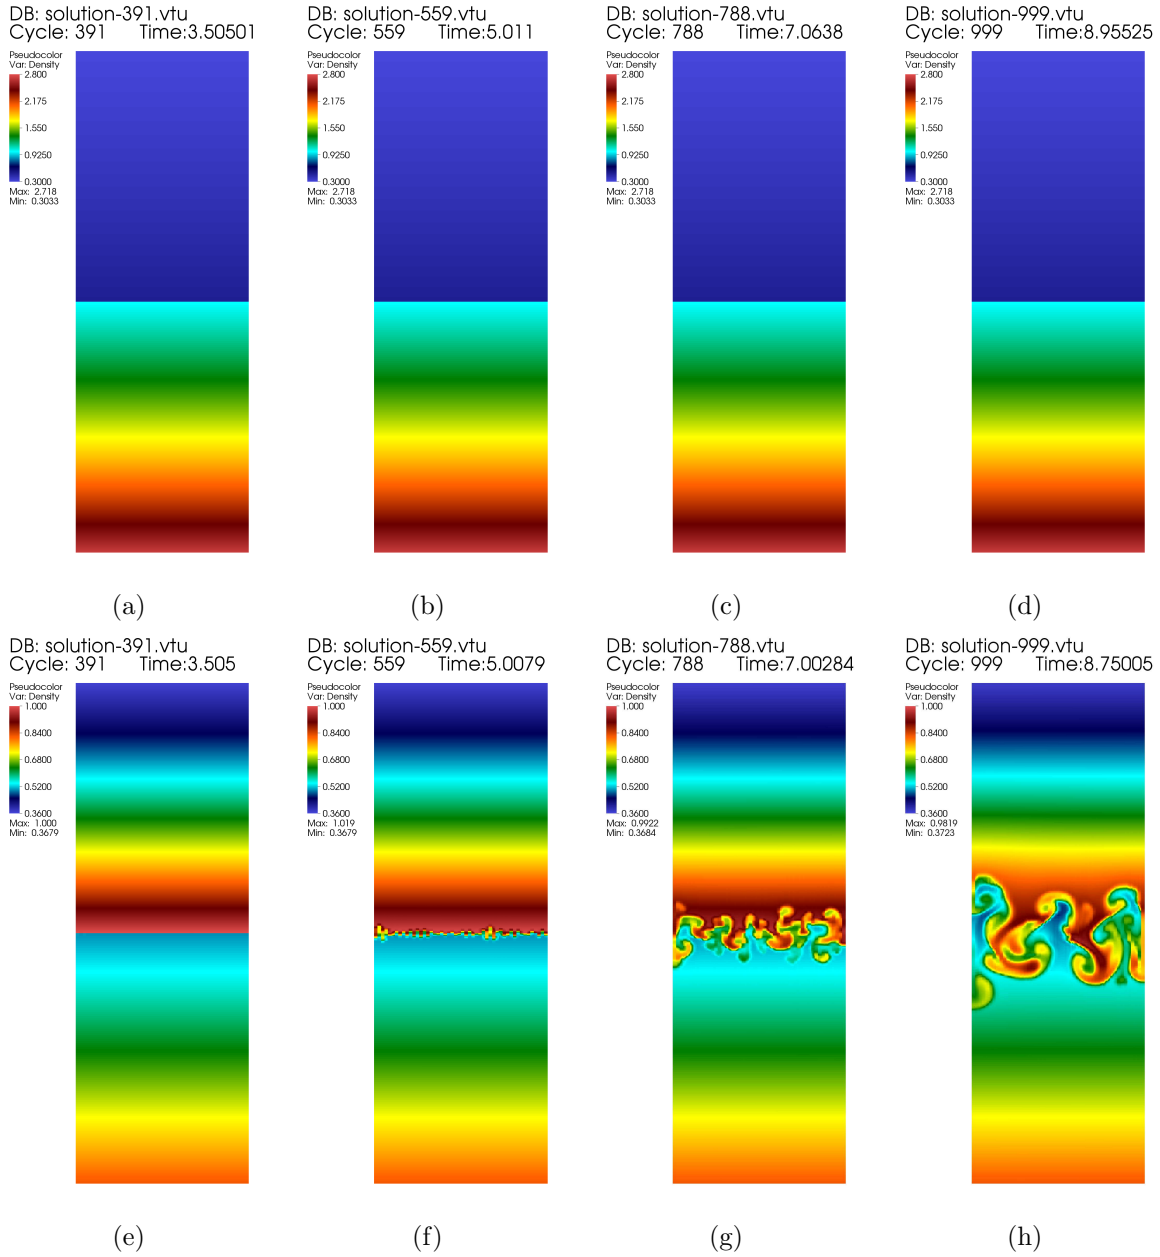 DB: solution-391.vtu
Cycle: 391 Time:3.50501
Pseudocolor
Var: Density
2.800
2.175
1.550
0.9250
0.3000
Max: 2.718
Min: 0.3033
(a)
DB: solution-559.vtu
Cycle: 559 Time:5.011
Pseudocolor
Var: Density
2.800
2.175
1.550
0.9250
0.3000
Max: 2.718
Min: 0.3033
(b)
DB: solution-788.vtu
Cycle: 788 Time:7.0638
Pseudocolor
Var: Density
2.800
2.175
1.550
0.9250
0.3000
Max: 2.718
Min: 0.3033
(c)
DB: solution-999.vtu
Cycle: 999 Time:8.95525
Pseudocolor
Var: Density
2.800
2.175
1.550
0.9250
0.3000
Max: 2.718
Min: 0.3033
(d)
DB: solution-391.vtu
Cycle: 391 Time:3.505
Pseudocolor
Var: Density
1.000
0.8400
0.6800
0.5200
0.3600
Max: 1.000
Min: 0.3679
(e)
DB: solution-559.vtu
Cycle: 559 Time:5.0079
Pseudocolor
Var: Density
1.000
0.8400
0.6800
0.5200
0.3600
Max: 1.019
Min: 0.3679
(f)
DB: solution-788.vtu
Cycle: 788 Time:7.00284
Pseudocolor
Var: Density
1.000
0.8400
0.6800
0.5200
0.3600
Max: 0.9922
Min: 0.3684
(g)
DB: solution-999.vtu
Cycle: 999 Time:8.75005
Pseudocolor
Var: Density
1.000
0.8400
0.6800
0.5200
0.3600
Max: 0.9819
Min: 0.3723
(h)